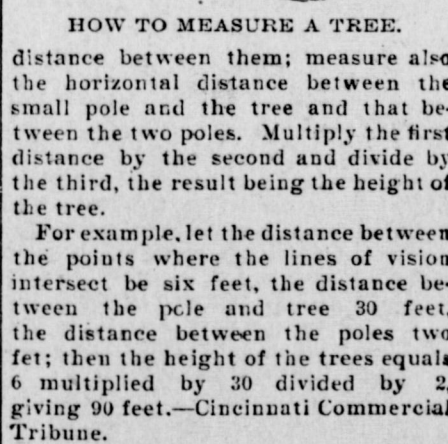 HOW TO MEASURE A TREE.
distance between them; measure also
the horizontal distance between the
small pole and the tree and that be-
tween the two poles. Multiply the first
distance by the second and divide by
the third, the result being the height of
the tree.
For example, let the distance between
the points where the lines of vision
intersect be six feet, the distance be-
tween the pole and tree 30 feet,
the distance between the poles two
fet; then the height of the trees equals
6 multiplied by 30 divided by 2,
giving 90 feet.—Cincinnati Commercial
Tribune.